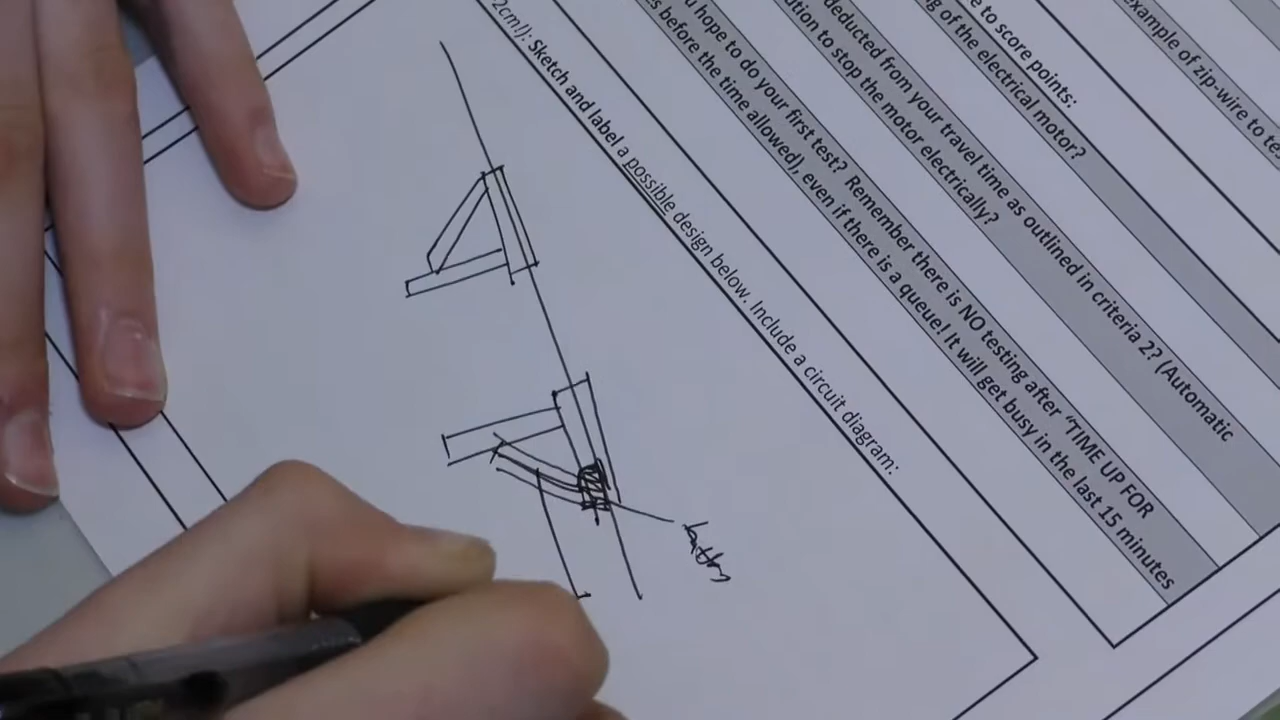 example of zip-wire to te
e to score points:
g of the electrical motor?
deducted from your travel time as outlined in criteria 2? (Automatic
ution to stop the motor electrically?
u hope to do your first test? Remember there is NO testing after “TIME UP FOR
es before the time allowed), even if there is a queue! It will get busy in the last 15 minutes
2cm!): Sketch and label a possible design below. Include a circuit diagram: